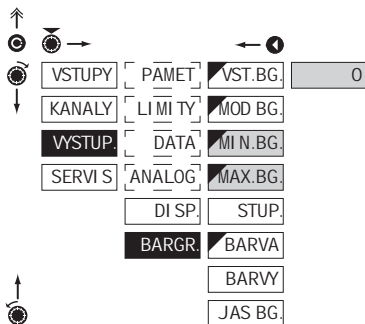 VSTUPY PAMET VST.BG. 0
KANALY LIMITY MOD BG.
VYSTUP. DATA MIN.BG.
SERVIS ANALOG MAX.BG.
DISP. STUP.
BARGR. BARVA
BARVY
JAS BG.